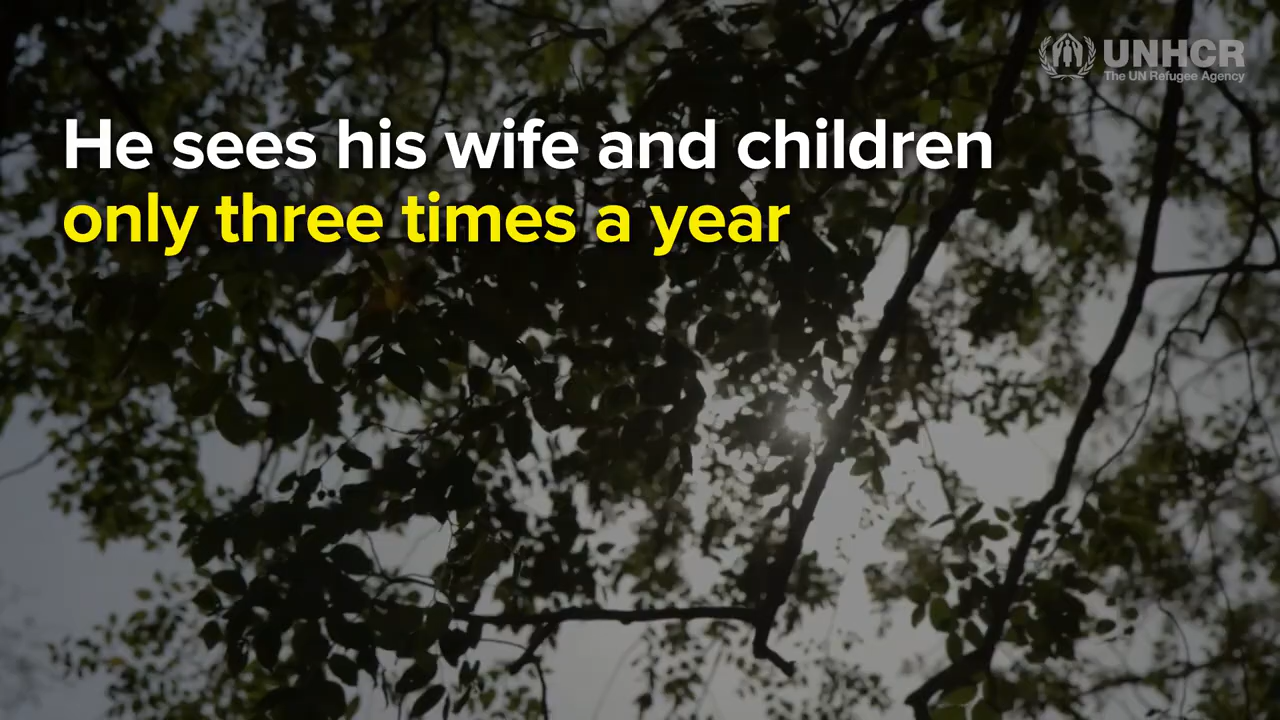 UNHCR
The UN Refugee Agency
He sees his wife and children
only three times a year